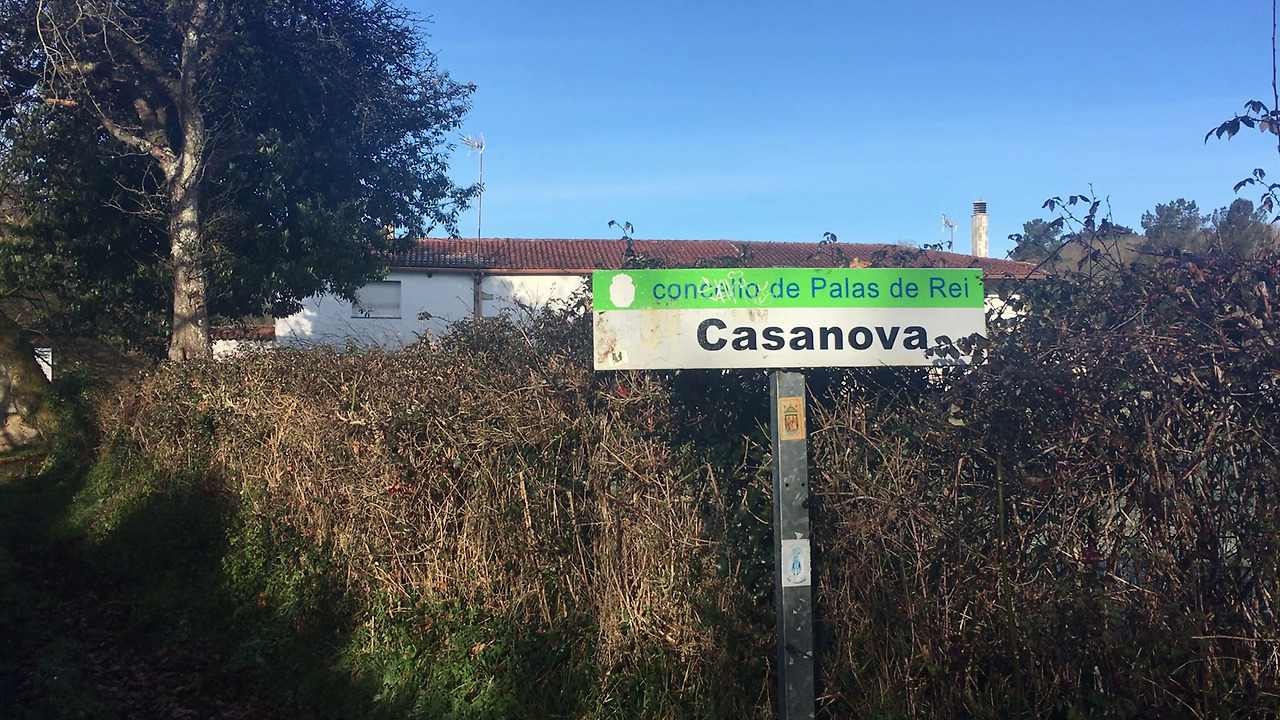 concello de Palas de Rei
Casanova